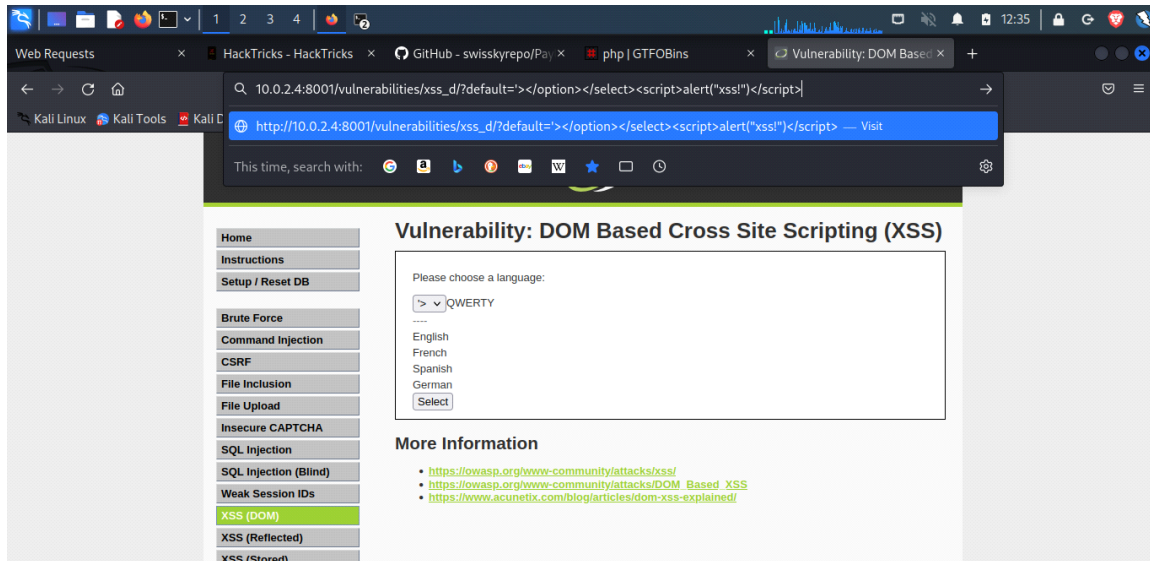 1 2 3 4 12:35
Web Requests HackTricks - HackTricks GitHub - swisskyrepo/Pay php | GTFOBins Vulnerability: DOM Based
10.0.2.4:8001/vulnerabilities/xss_d/?default='></option></select><script>alert("xss!")</script>
Kali Linux Kali Tools Kali D
http://10.0.2.4:8001/vulnerabilities/xss_d/?default='></option></select><script>alert("xss!")</script> — Visit
This time, search with:
Vulnerability: DOM Based Cross Site Scripting (XSS)
Home
Instructions
Setup / Reset DB
Brute Force
Command Injection
CSRF
File Inclusion
File Upload
Insecure CAPTCHA
SQL Injection
SQL Injection (Blind)
Weak Session IDs
XSS (DOM)
XSS (Reflected)
XSS (Stored)
Please choose a language:
'> QWERTY
----
English
French
Spanish
German
Select
More Information
https://owasp.org/www-community/attacks/xss/
https://owasp.org/www-community/attacks/DOM_Based_XSS
https://www.acunetix.com/blog/articles/dom-xss-explained/